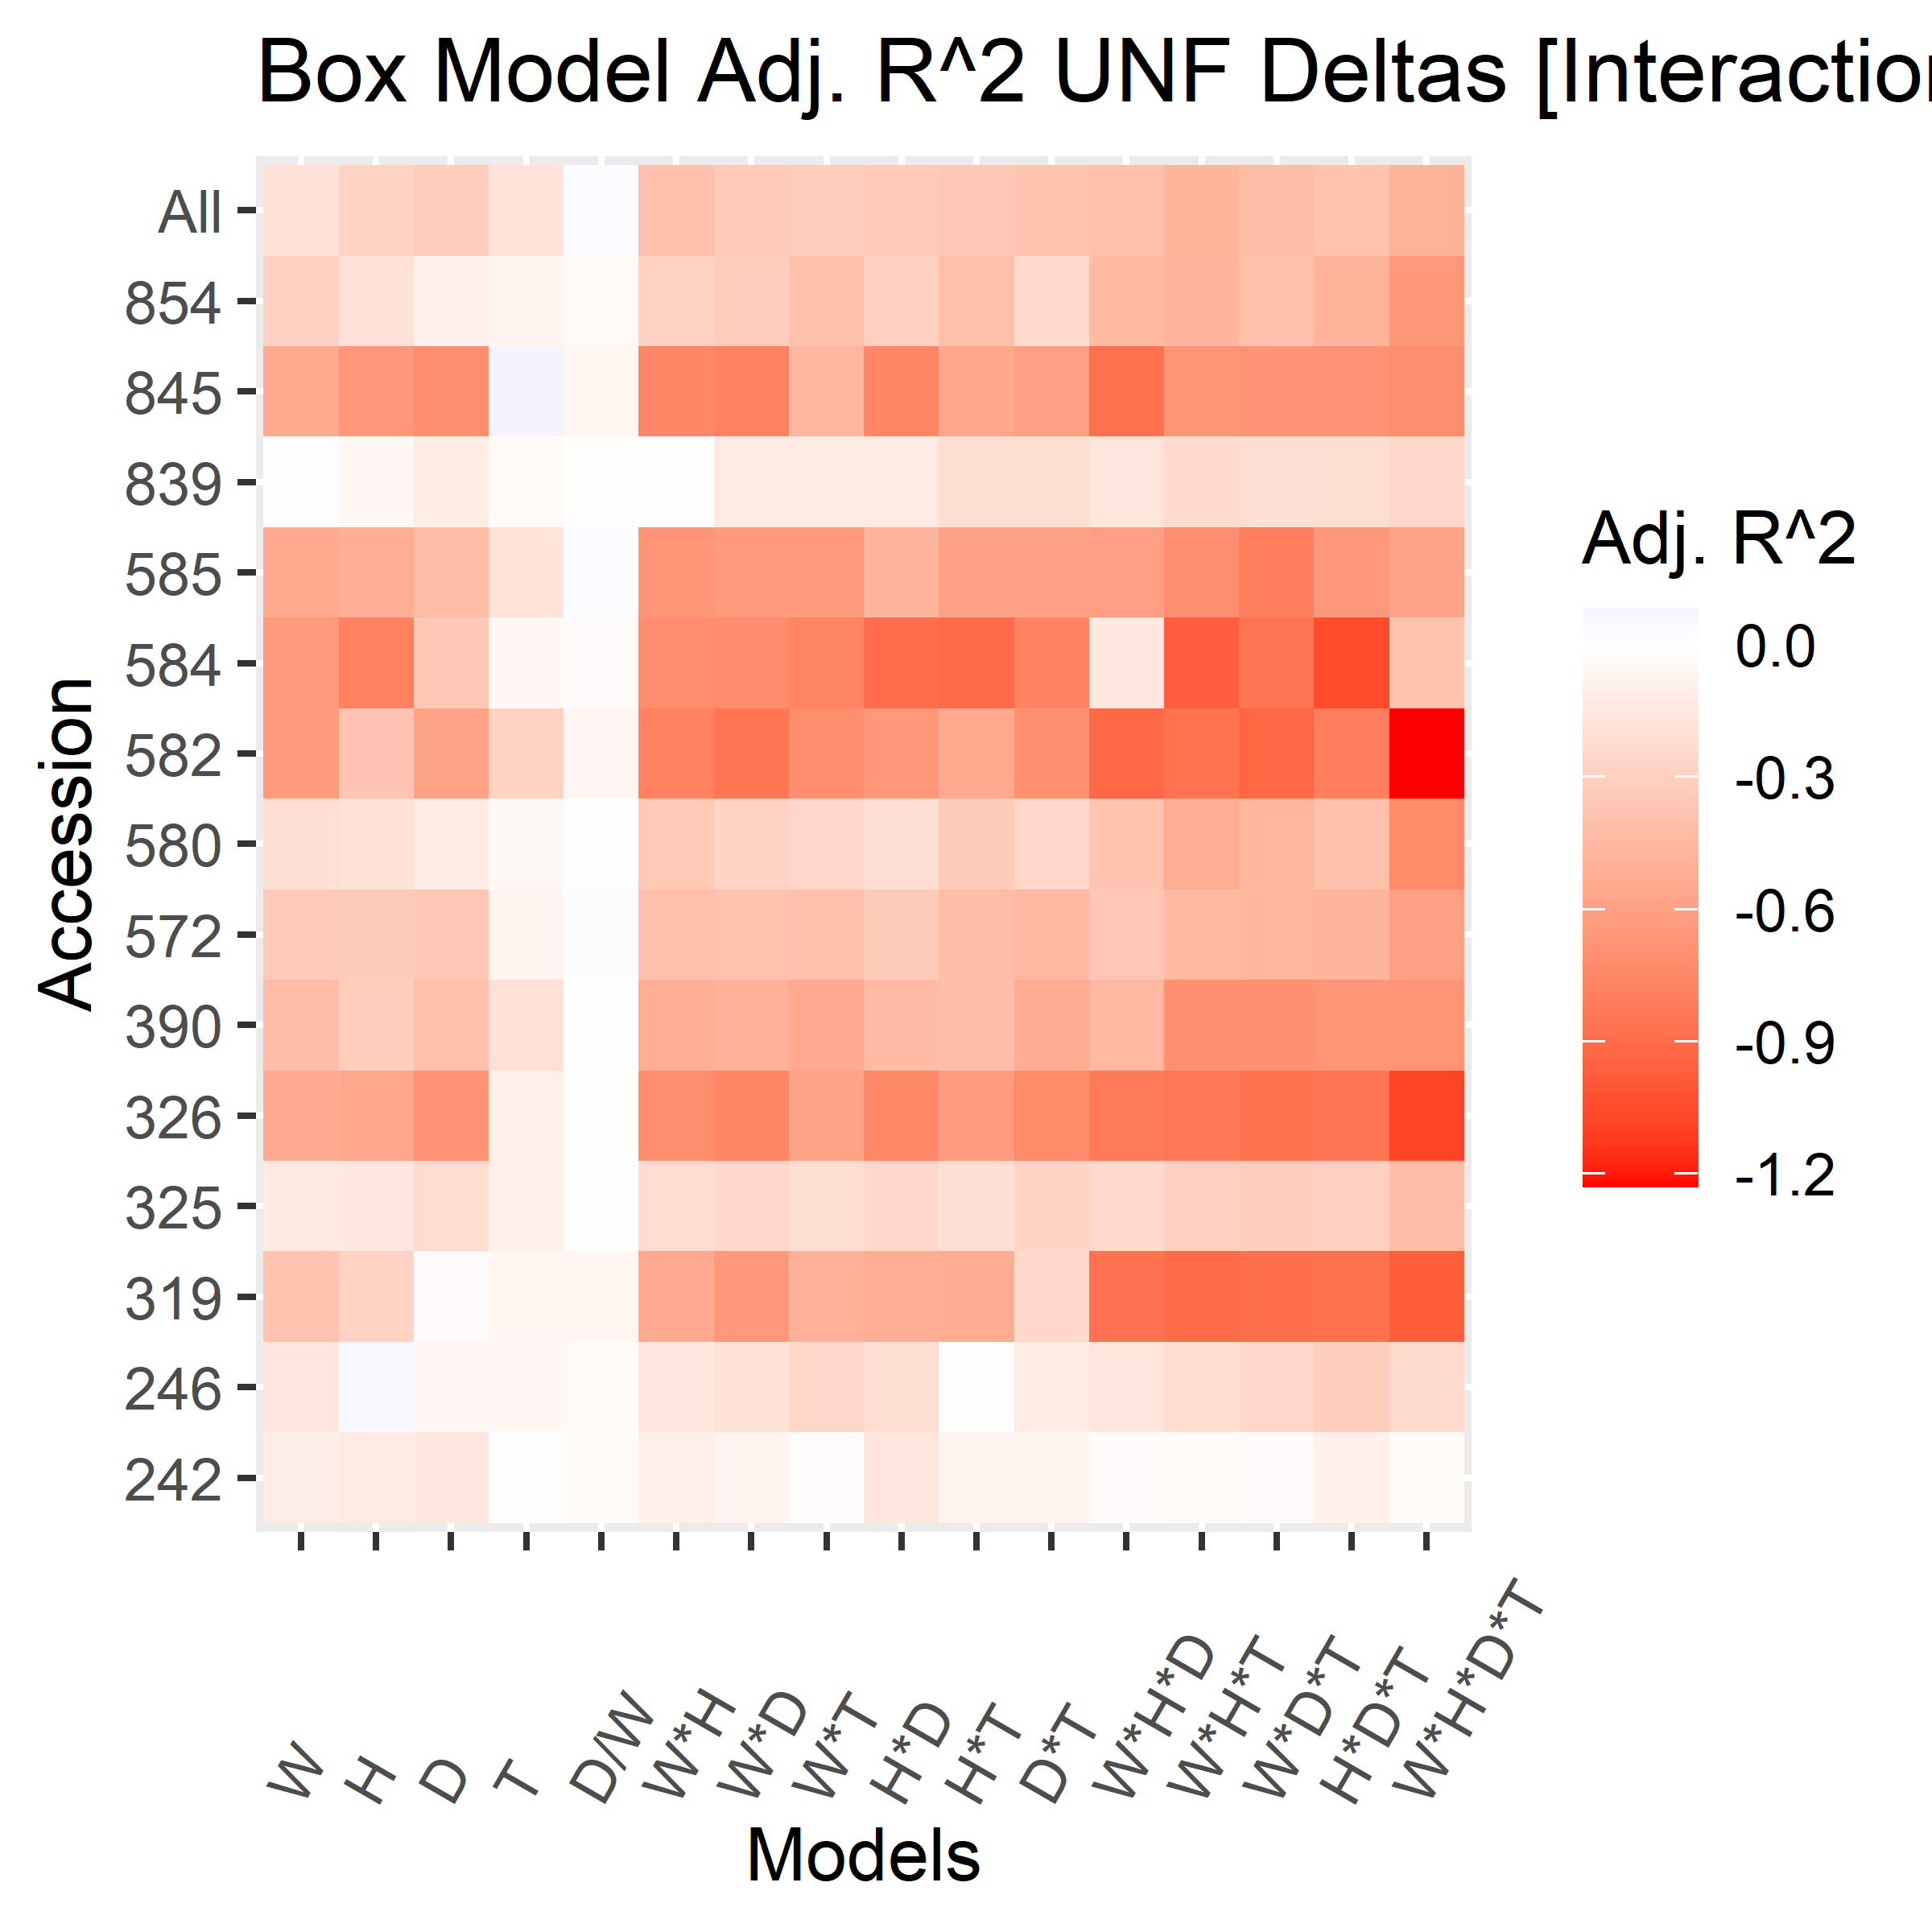 Box Model Adj. R^2 UNF Deltas [Interaction
All
854
845
839
585
584
582
580
572
390
326
325
319
246
242
Accession
W
H
D
T
D/W
W*H
W*D
W*T
H*D
H*T
D*T
W*H*D
W*H*T
W*D*T
H*D*T
W*H*D*T
Models
Adj. R^2
0.0
-0.3
-0.6
-0.9
-1.2